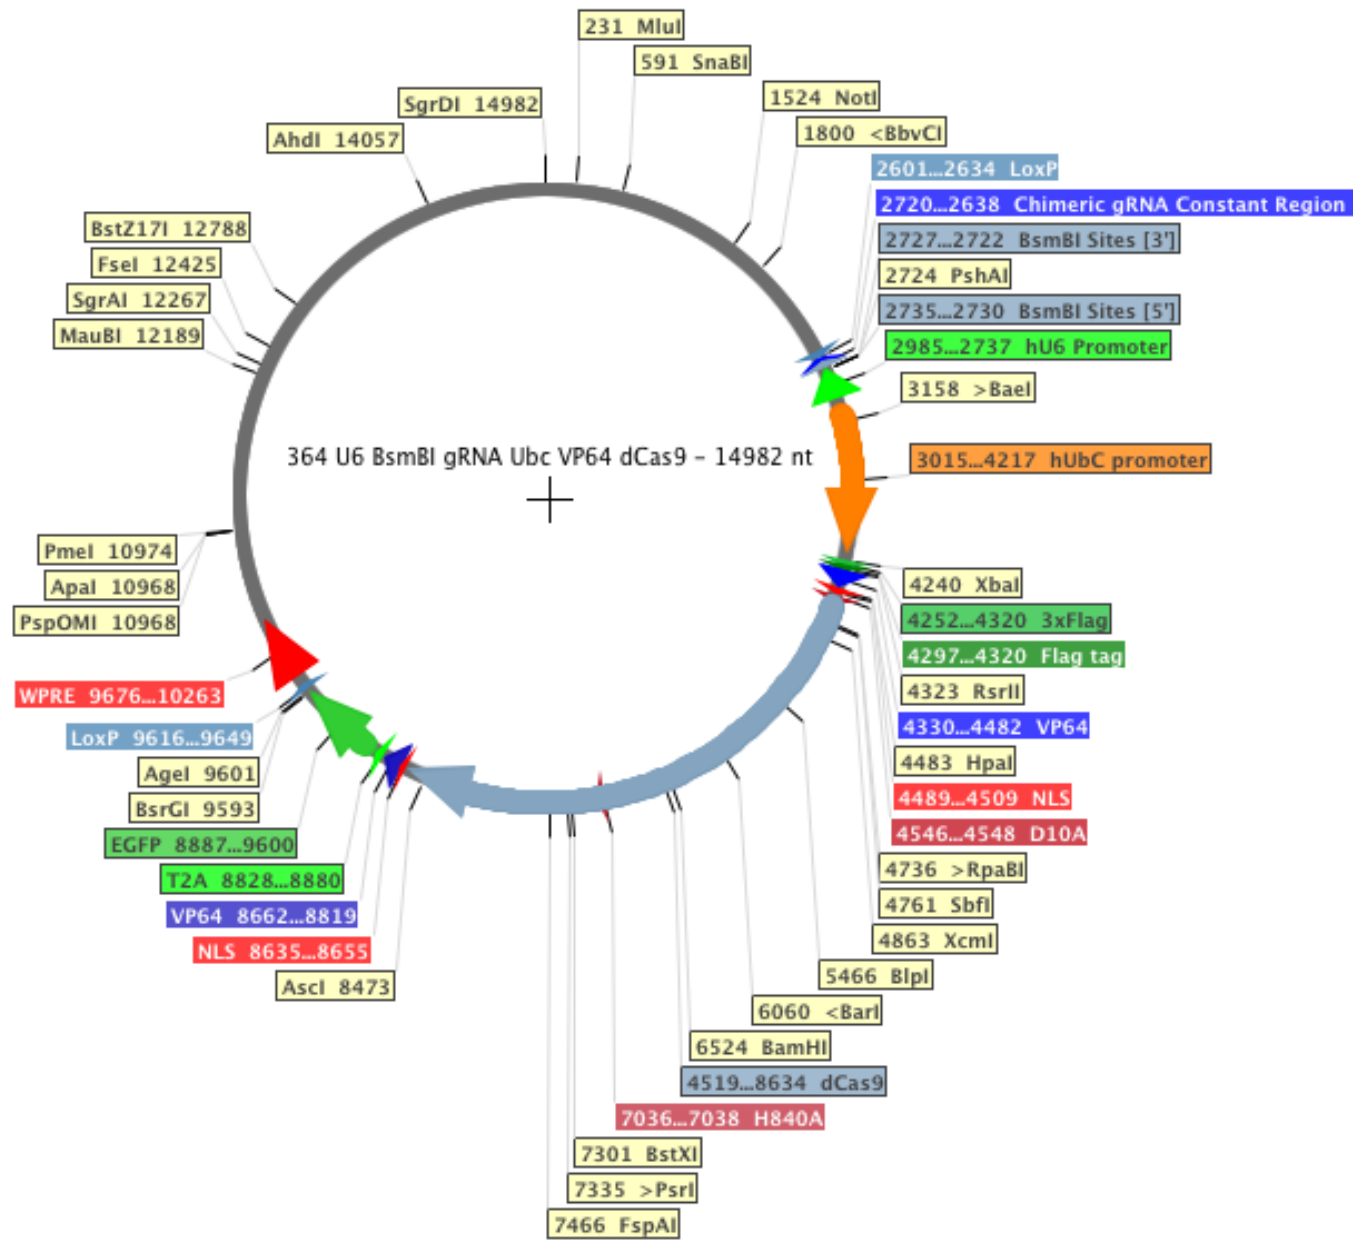 231 MluI
591 SnaBI
SgrDI 14982
1524 NotI
1800 <BbvCI
AhdI 14057
2601...2634 LoxP
2720...2638 Chimeric gRNA Constant Region
BstZ17I 12788
2727...2722 BsmBI Sites [3']
FseI 12425
2724 PshAI
SgrAI 12267
2735...2730 BsmBI Sites [5']
MauBI 12189
2985...2737 hU6 Promoter
3158 >BaeI
364 U6 BsmBI gRNA Ubc VP64 dCas9 - 14982 nt
3015...4217 hUbC promoter
PmeI 10974
ApaI 10968
PspOMI 10968
4240 XbaI
4252...4320 3xFlag
4297...4320 Flag tag
4323 RsrII
WPRE 9676...10263
4330...4482 VP64
LoxP 9616...9649
4483 HpaI
AgeI 9601
4489...4509 NLS
BsrGI 9593
4546...4548 D10A
EGFP 8887...9600
4736 >RpaBI
T2A 8828...8880
4761 SbfI
VP64 8662...8819
4863 XcmI
NLS 8635...8655
5466 BlpI
AscI 8473
6060 <BarI
6524 BamHI
4519...8634 dCas9
7036...7038 H840A
7301 BstXI
7335 >PsrI
7466 FspAI